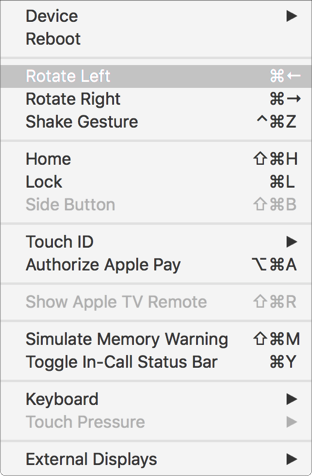 Device ▶
Reboot
Rotate Left ⌘←
Rotate Right ⌘→
Shake Gesture ^⌘Z
Home ⇧⌘H
Lock ⌘L
Side Button ⇧⌘B
Touch ID ▶
Authorize Apple Pay ⌥⌘A
Show Apple TV Remote ⇧⌘R
Simulate Memory Warning ⇧⌘M
Toggle In-Call Status Bar ⌘Y
Keyboard ▶
Touch Pressure ▶
External Displays ▶